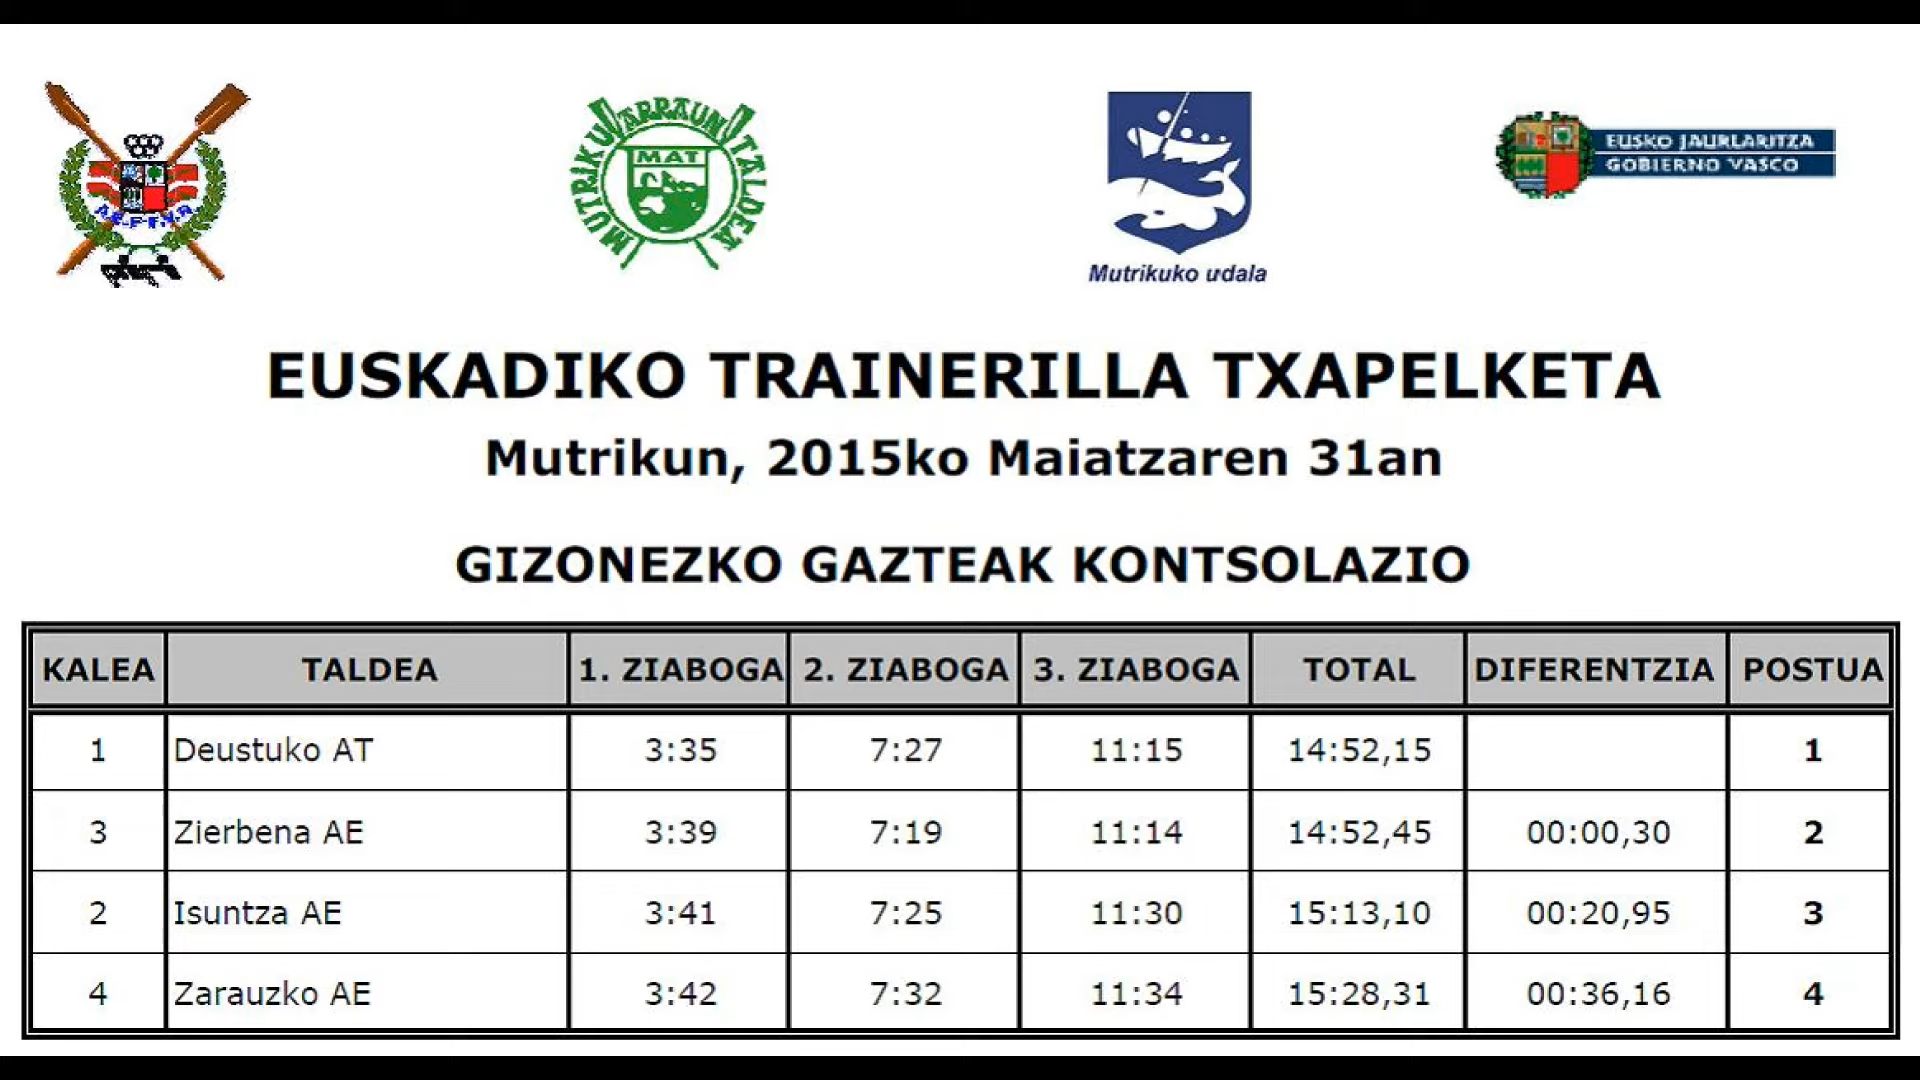 A.E.-F.F.V.R.
MUTRIKU ARRAUN TALDEA
MAT
Mutrikuko udala
EUSKO JAURLARITZA
GOBIERNO VASCO
EUSKADIKO TRAINERILLA TXAPELKETA
Mutrikun, 2015ko Maiatzaren 31an
GIZONEZKO GAZTEAK KONTSOLAZIO
KALEA TALDEA 1. ZIABOGA 2. ZIABOGA 3. ZIABOGA TOTAL DIFERENTZIA POSTUA
1 Deustuko AT 3:35 7:27 11:15 14:52,15 1
3 Zierbena AE 3:39 7:19 11:14 14:52,45 00:00,30 2
2 Isuntza AE 3:41 7:25 11:30 15:13,10 00:20,95 3
4 Zarauzko AE 3:42 7:32 11:34 15:28,31 00:36,16 4